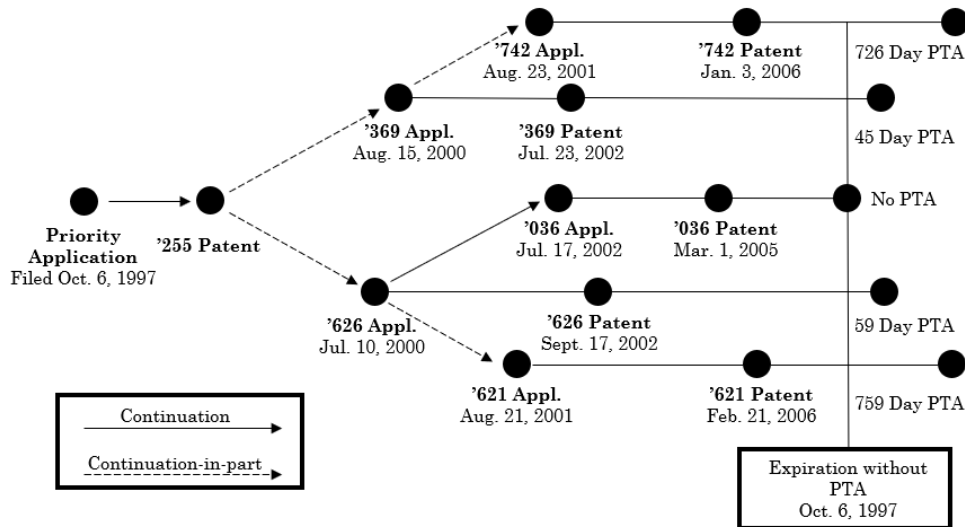 '742 Appl.
Aug. 23, 2001
'742 Patent
Jan. 3, 2006
726 Day PTA
'369 Appl.
Aug. 15, 2000
'369 Patent
Jul. 23, 2002
45 Day PTA
Priority
Application
Filed Oct. 6, 1997
'255 Patent
'036 Appl.
Jul. 17, 2002
'036 Patent
Mar. 1, 2005
No PTA
'626 Appl.
Jul. 10, 2000
'626 Patent
Sept. 17, 2002
59 Day PTA
'621 Appl.
Aug. 21, 2001
'621 Patent
Feb. 21, 2006
759 Day PTA
Continuation
Continuation-in-part
Expiration without
PTA
Oct. 6, 1997